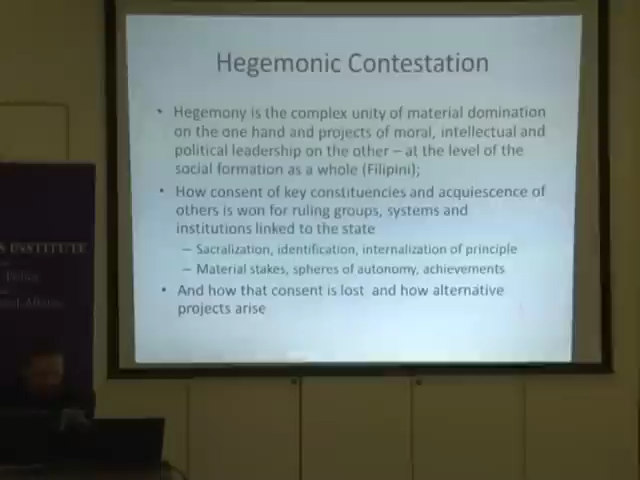 Hegemonic Contestation
• Hegemony is the complex unity of material domination
on the one hand and projects of moral, intellectual and
political leadership on the other – at the level of the
social formation as a whole (Filipini);
• How consent of key constituencies and acquiescence of
others is won for ruling groups, systems and
institutions linked to the state
– Sacralization, identification, internalization of principle
– Material stakes, spheres of autonomy, achievements
• And how that consent is lost and how alternative
projects arise
INSTITUTE
Policy
Affairs